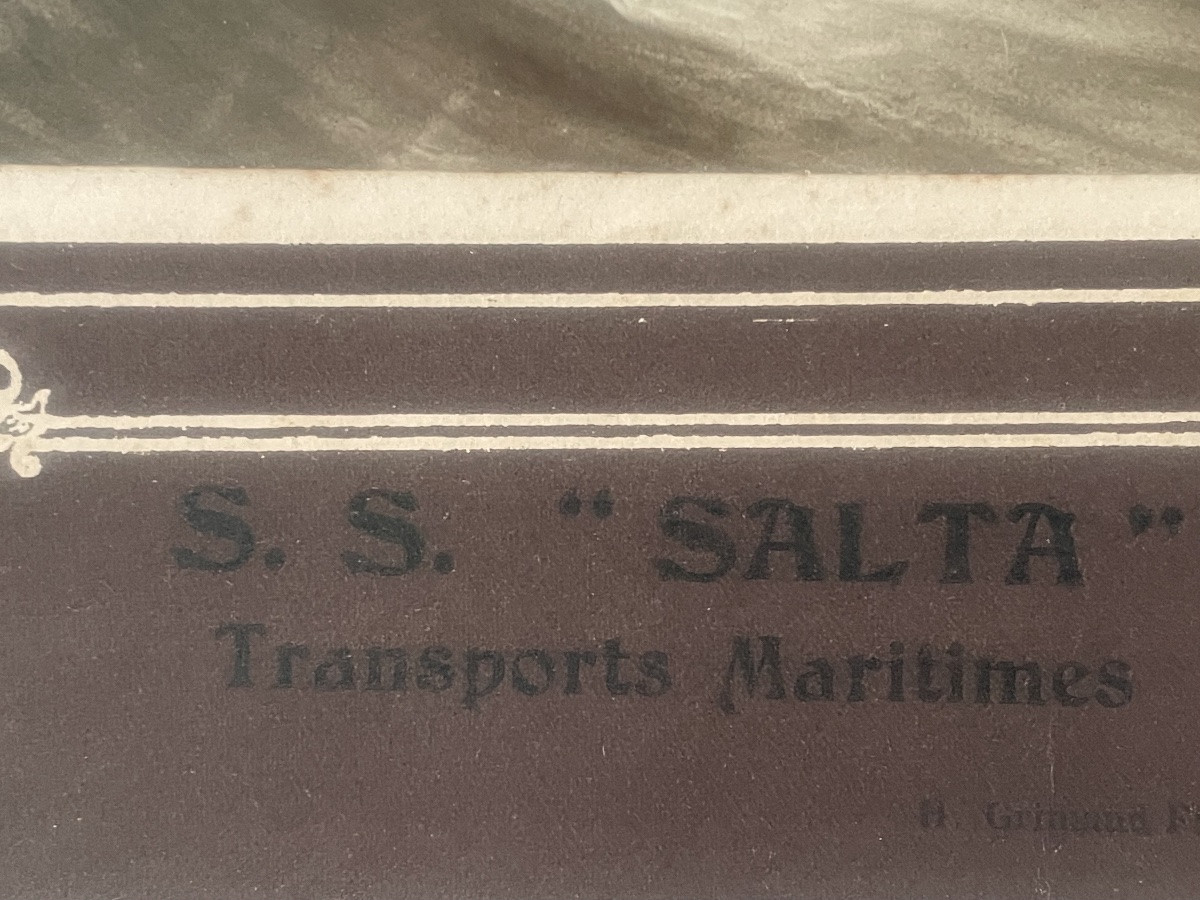 S. S. “ SALTA ”
Transports Maritimes